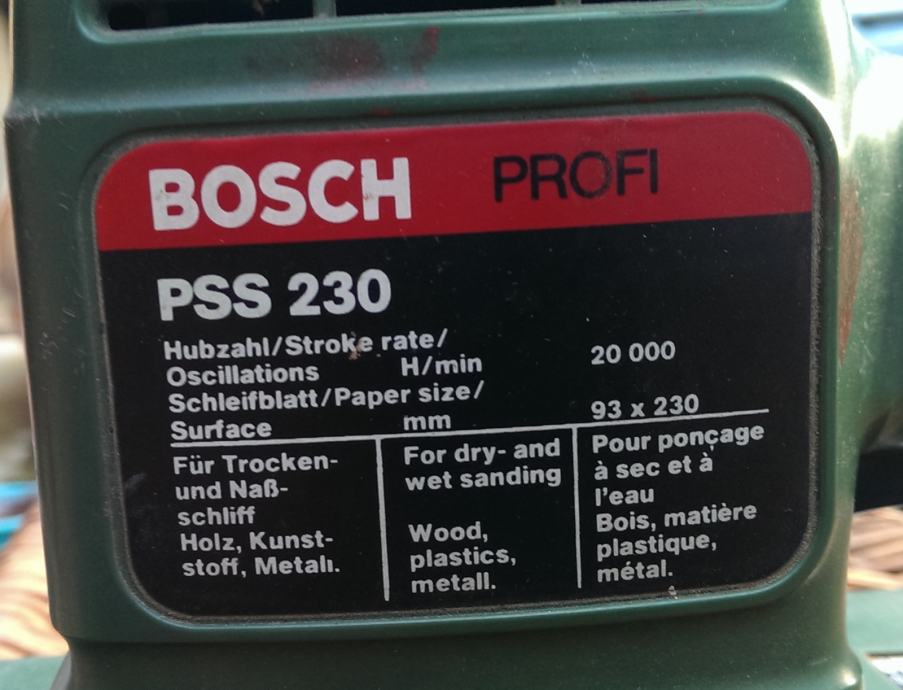 BOSCH PROFI
PSS 230
Hubzahl/Stroke rate/
Oscillations H/min 20 000
Schleifblatt/Paper size/
Surface mm 93 x 230
Für Trocken-
und Naß-
schliff
Holz, Kunst-
stoff, Metall.
For dry- and
wet sanding
Wood,
plastics,
metall.
Pour ponçage
à sec et à
l'eau
Bois, matière
plastique,
métal.